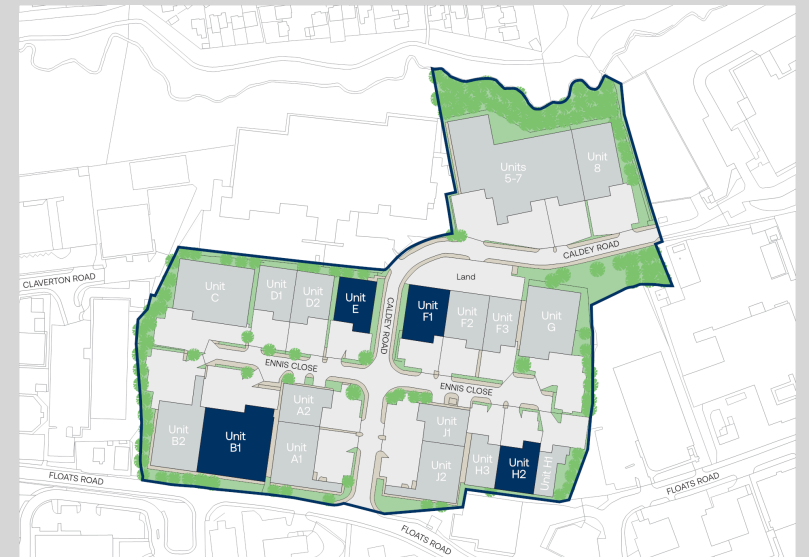 Units
5-7
Unit
8
CALDEY ROAD
Land
CLAVERTON ROAD
Unit
C
Unit
D1
Unit
D2
Unit
E
CALDEY ROAD
Unit
F1
Unit
F2
Unit
F3
Unit
G
ENNIS CLOSE
ENNIS CLOSE
Unit
A2
Unit
B2
Unit
B1
Unit
A1
Unit
J1
Unit
J2
Unit
H3
Unit
H2
Unit H1
FLOATS ROAD
FLOATS ROAD
FLOATS ROAD